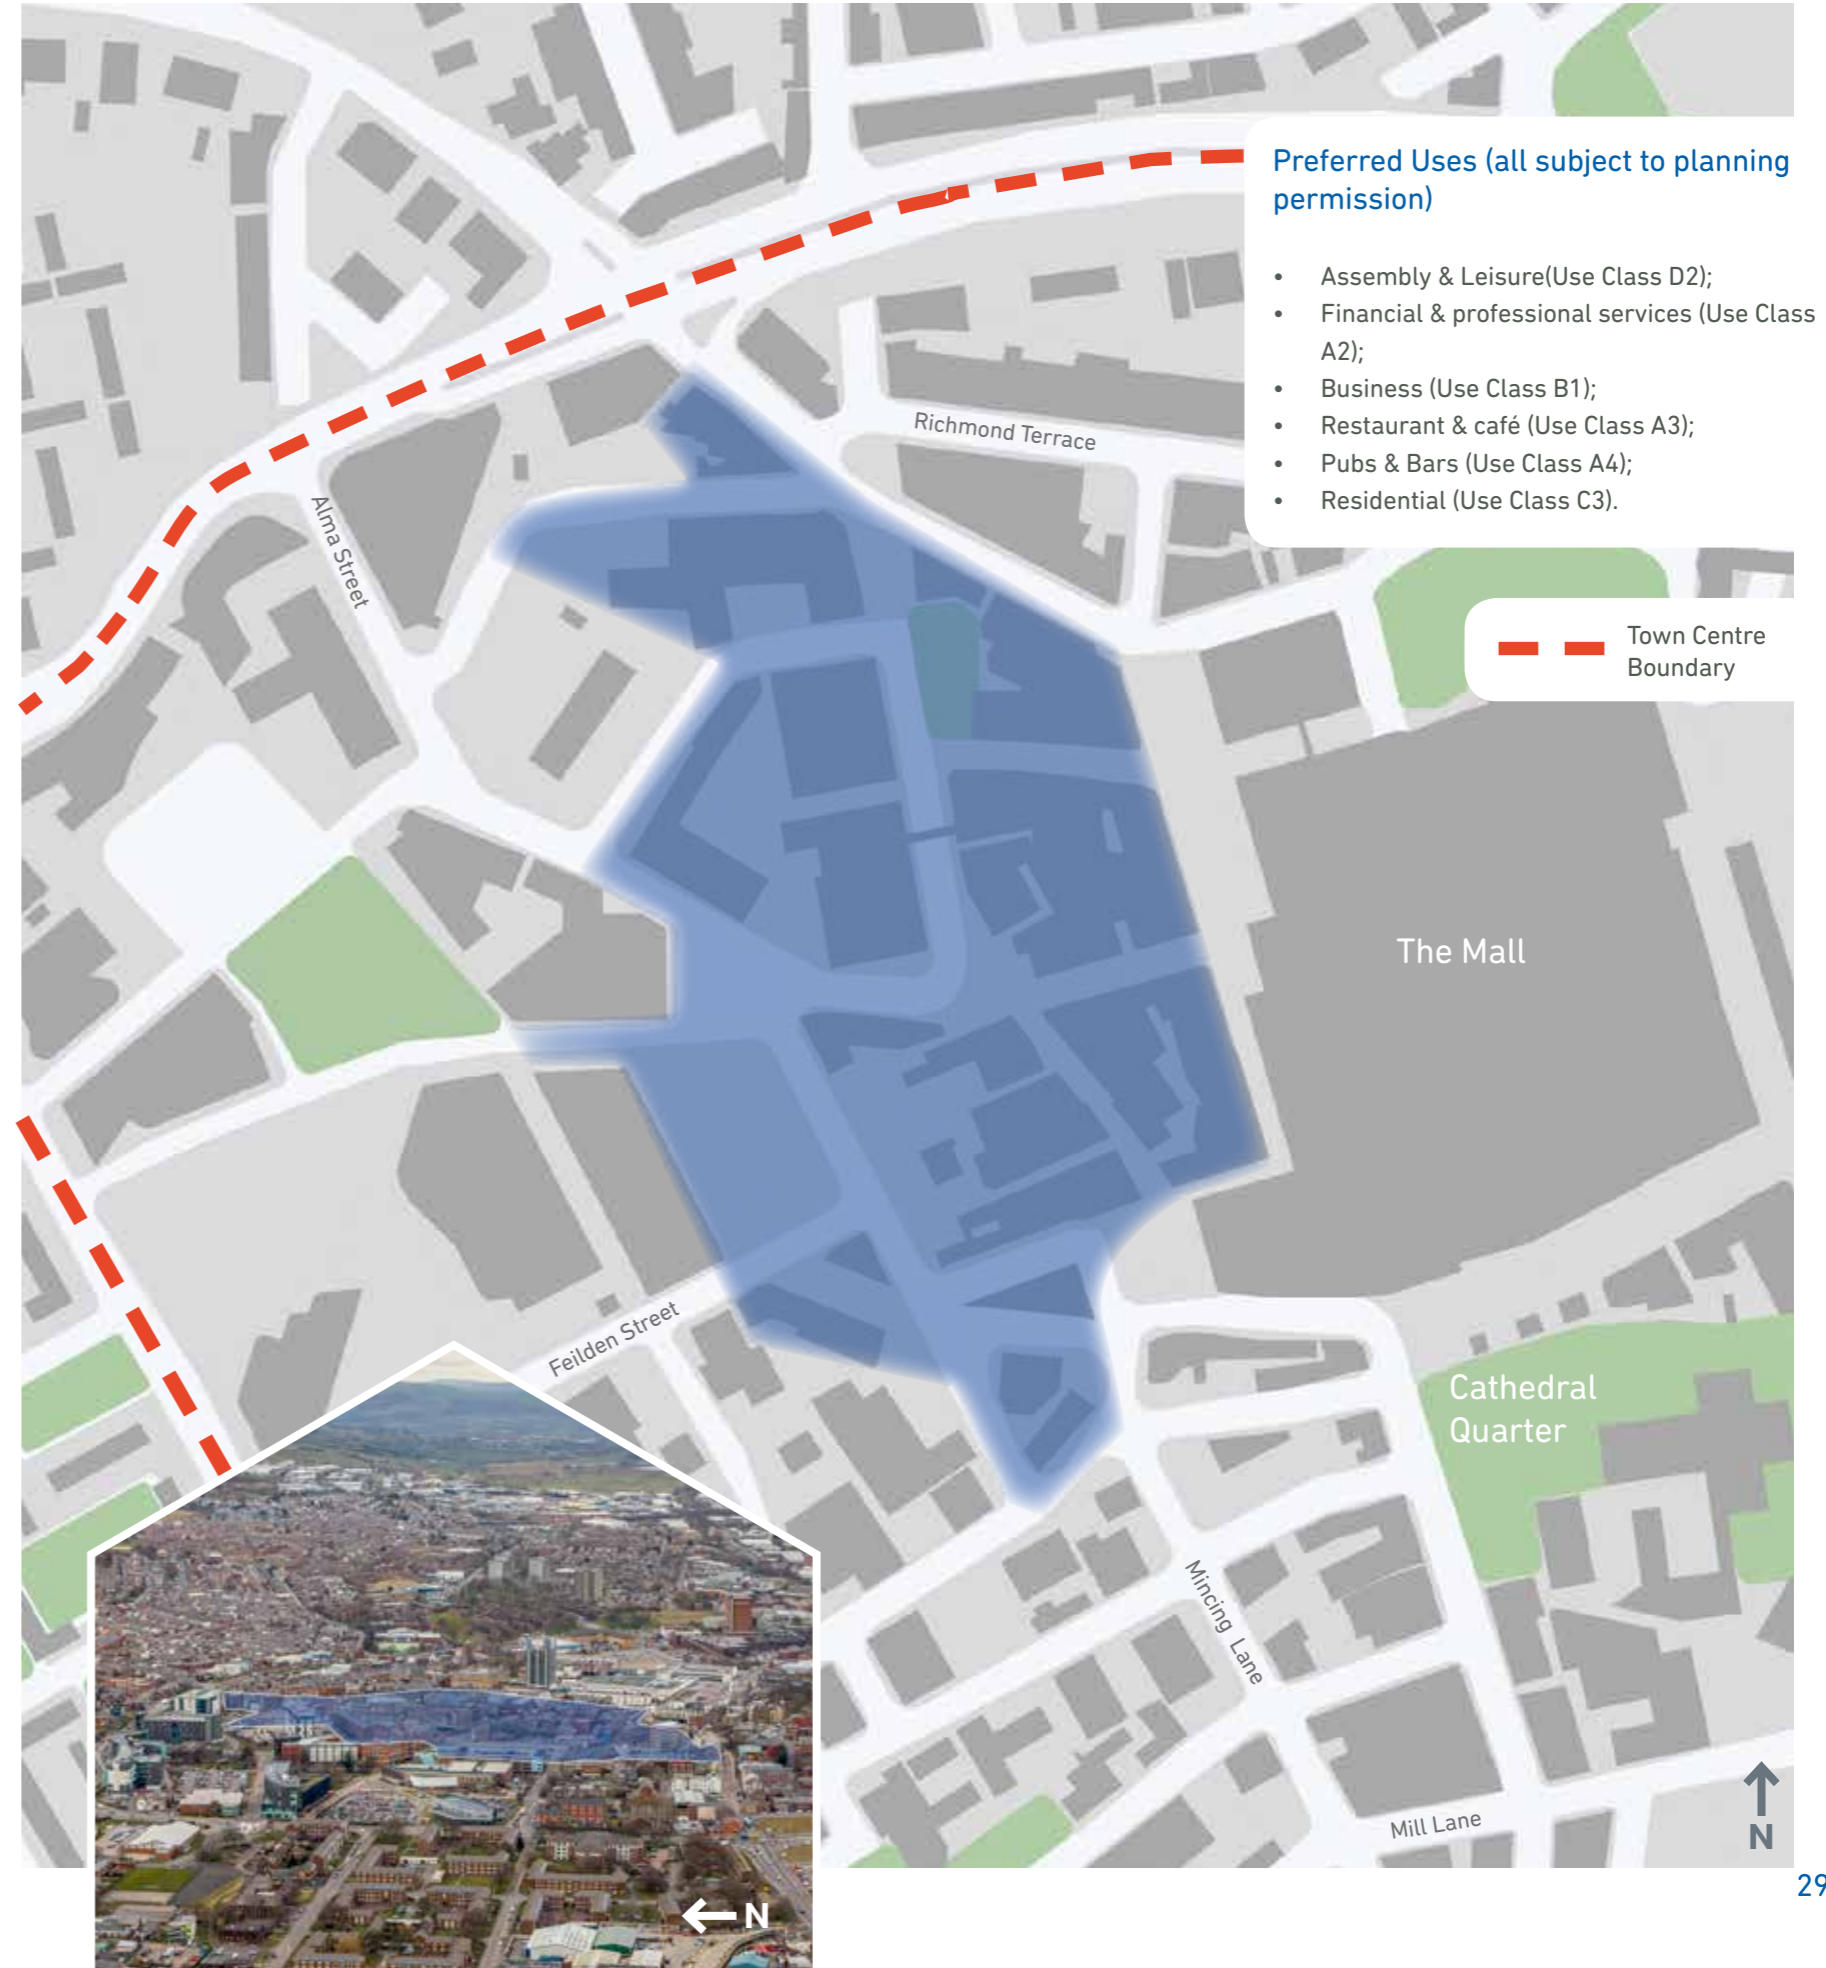 Preferred Uses (all subject to planning
permission)
• Assembly & Leisure(Use Class D2);
• Financial & professional services (Use Class
A2);
• Business (Use Class B1);
• Restaurant & café (Use Class A3);
• Pubs & Bars (Use Class A4);
• Residential (Use Class C3).
Richmond Terrace
Alma Street
Town Centre
Boundary
The Mall
Feilden Street
Cathedral
Quarter
Mincing Lane
Mill Lane
N
29
N